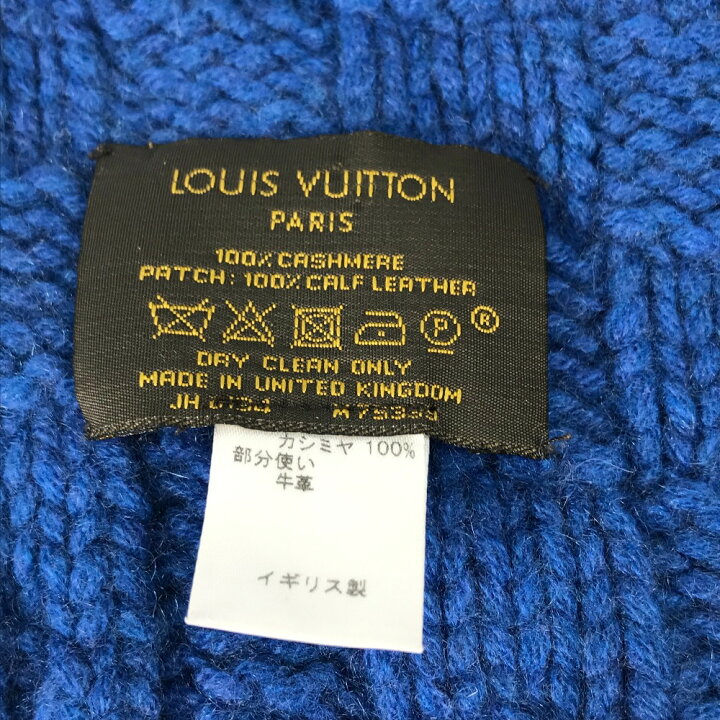 LOUIS VUITTON
PARIS
100% CASHMERE
PATCH: 100% CALF LEATHER
®
DRY CLEAN ONLY
MADE IN UNITED KINGDOM
JH
カシミヤ 100%
部分使い
牛革
イギリス製